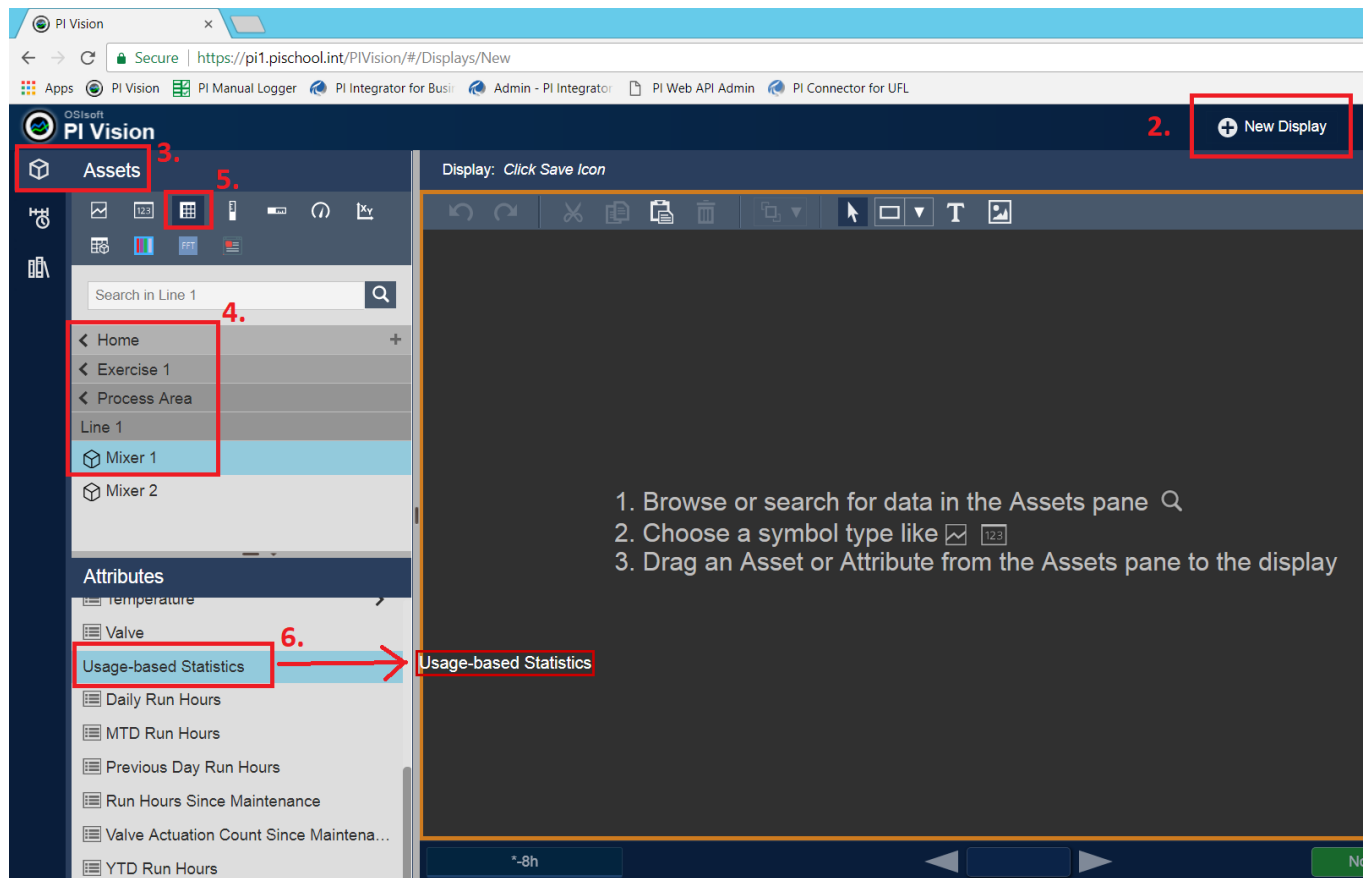 PI Vision ×
Secure | https://pi1.pischool.int/PIVision/#/Displays/New
Apps PI Vision PI Manual Logger PI Integrator for Busi Admin - PI Integrator PI Web API Admin PI Connector for UFL
OSIsoft
PI Vision
2. New Display
3.
Assets
Display: Click Save Icon
5.
123
XY
T
FFT
Search in Line 1
4.
Home +
Exercise 1
Process Area
Line 1
Mixer 1
Mixer 2
1. Browse or search for data in the Assets pane
2. Choose a symbol type like 123
3. Drag an Asset or Attribute from the Assets pane to the display
Attributes
Temperature
Valve
6.
Usage-based Statistics
Usage-based Statistics
Daily Run Hours
MTD Run Hours
Previous Day Run Hours
Run Hours Since Maintenance
Valve Actuation Count Since Maintena...
YTD Run Hours
*-8h
No